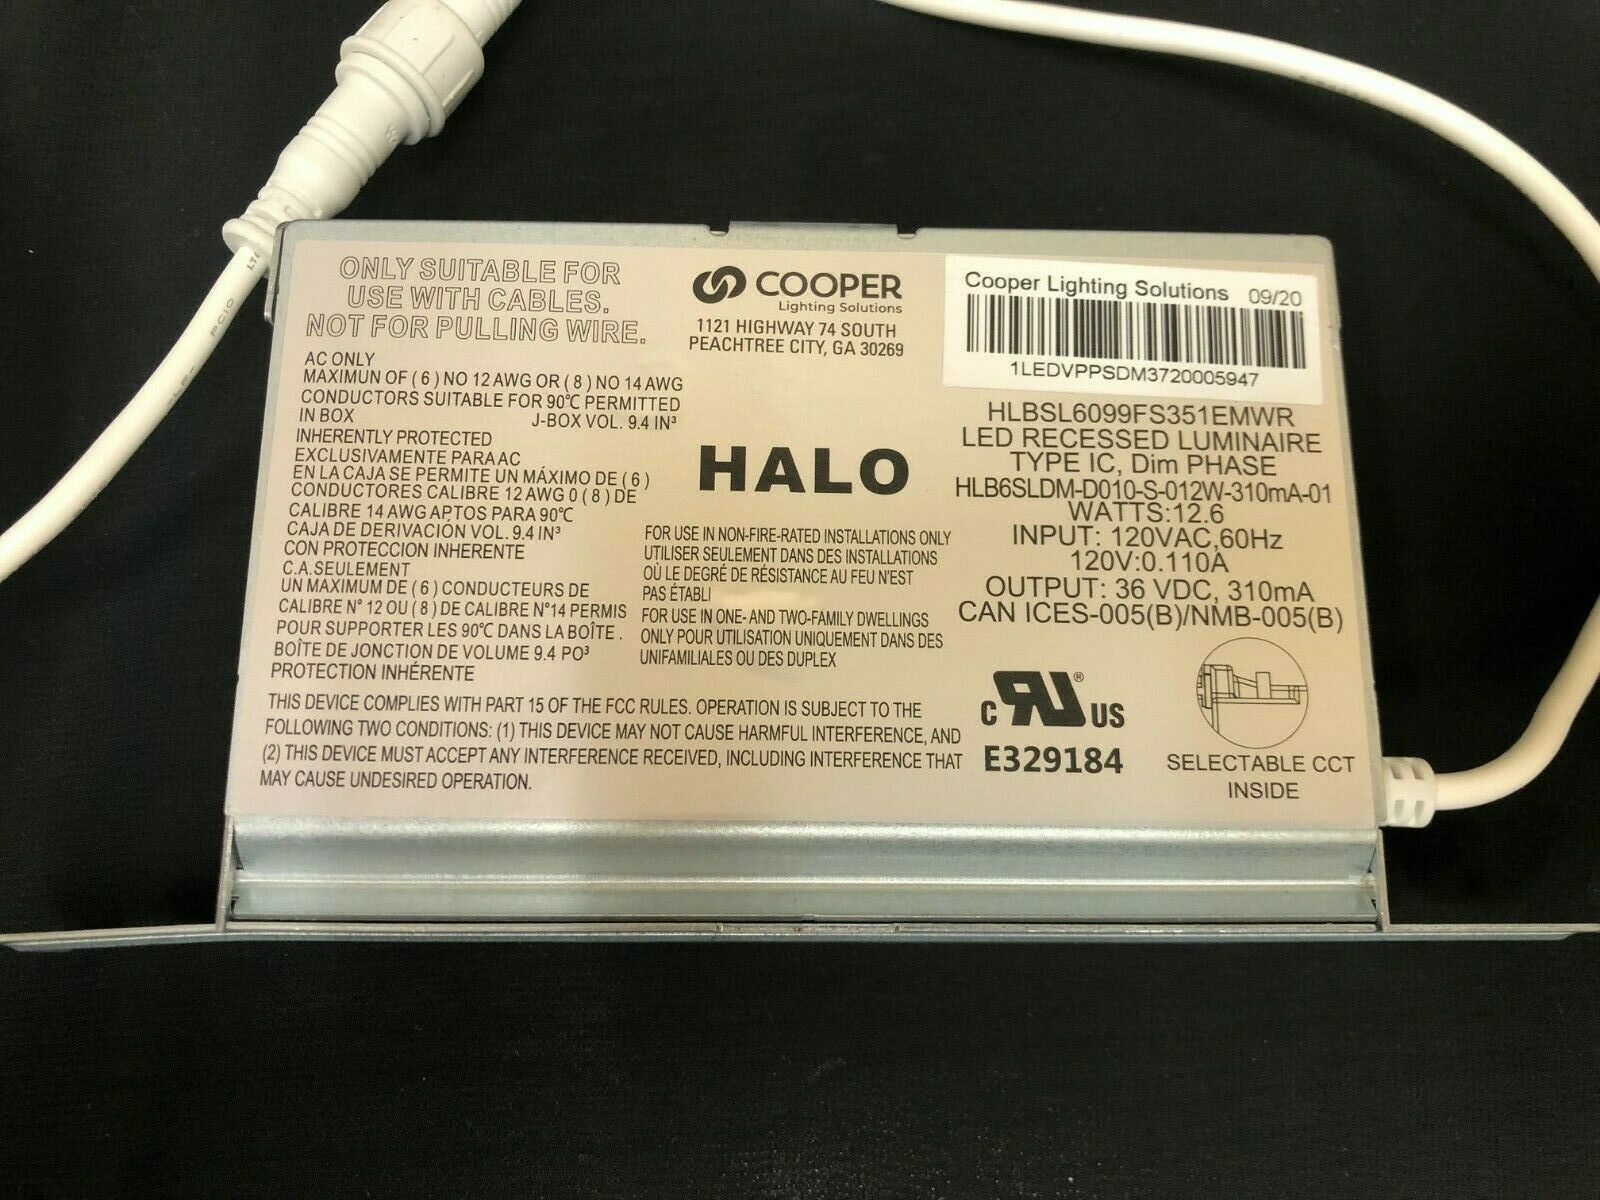 ONLY SUITABLE FOR
USE WITH CABLES.
NOT FOR PULLING WIRE.
AC ONLY
MAXIMUN OF ( 6 ) NO 12 AWG OR ( 8 ) NO 14 AWG
CONDUCTORS SUITABLE FOR 90℃ PERMITTED
IN BOX J-BOX VOL. 9.4 IN³
INHERENTLY PROTECTED
EXCLUSIVAMENTE PARA AC
EN LA CAJA SE PERMITE UN MÁXIMO DE ( 6 )
CONDUCTORES CALIBRE 12 AWG 0 ( 8 ) DE
CALIBRE 14 AWG APTOS PARA 90℃
CAJA DE DERIVACIÓN VOL. 9.4 IN³
CON PROTECCION INHERENTE
C.A. SEULEMENT
UN MAXIMUM DE ( 6 ) CONDUCTEURS DE
CALIBRE N° 12 OU ( 8 ) DE CALIBRE N°14 PERMIS
POUR SUPPORTER LES 90℃ DANS LA BOÎTE .
BOÎTE DE JONCTION DE VOLUME 9.4 PO³
PROTECTION INHÉRENTE
COOPER
Lighting Solutions
1121 HIGHWAY 74 SOUTH
PEACHTREE CITY, GA 30269
HALO
FOR USE IN NON-FIRE-RATED INSTALLATIONS ONLY
UTILISER SEULEMENT DANS DES INSTALLATIONS
OÙ LE DEGRÉ DE RÉSISTANCE AU FEU N'EST
PAS ÉTABLI
FOR USE IN ONE- AND TWO-FAMILY DWELLINGS
ONLY POUR UTILISATION UNIQUEMENT DANS DES
UNIFAMILIALES OU DES DUPLEX
Cooper Lighting Solutions 09/20
1LEDVPPSDM3720005947
HLBSL6099FS351EMWR
LED RECESSED LUMINAIRE
TYPE IC, Dim PHASE
HLB6SLDM-D010-S-012W-310mA-01
WATTS:12.6
INPUT: 120VAC,60Hz
120V:0.110A
OUTPUT: 36 VDC, 310mA
CAN ICES-005(B)/NMB-005(B)
THIS DEVICE COMPLIES WITH PART 15 OF THE FCC RULES. OPERATION IS SUBJECT TO THE
FOLLOWING TWO CONDITIONS: (1) THIS DEVICE MAY NOT CAUSE HARMFUL INTERFERENCE, AND
(2) THIS DEVICE MUST ACCEPT ANY INTERFERENCE RECEIVED, INCLUDING INTERFERENCE THAT
MAY CAUSE UNDESIRED OPERATION.
C RU® US
E329184
SELECTABLE CCT
INSIDE